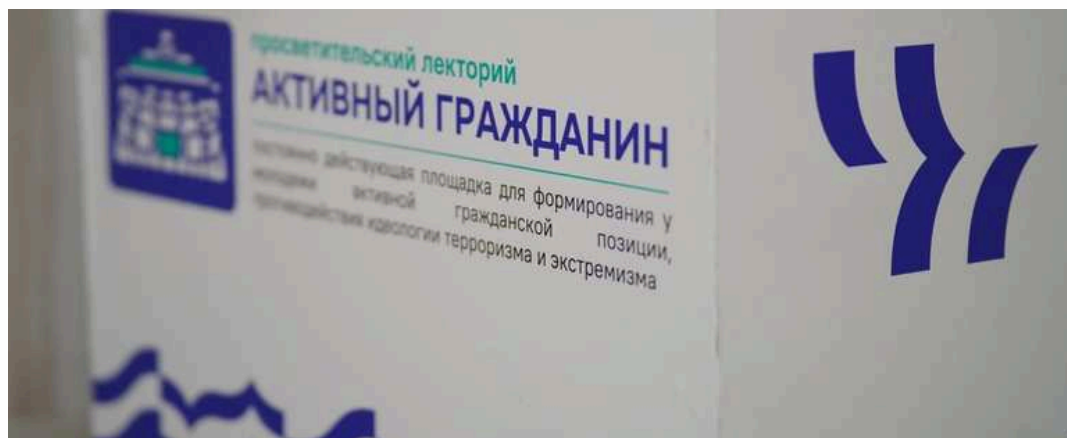 просветительский лекторий
АКТИВНЫЙ ГРАЖДАНИН
постоянно действующая площадка для формирования у
молодежи активной гражданской позиции,
противодействия идеологии терроризма и экстремизма